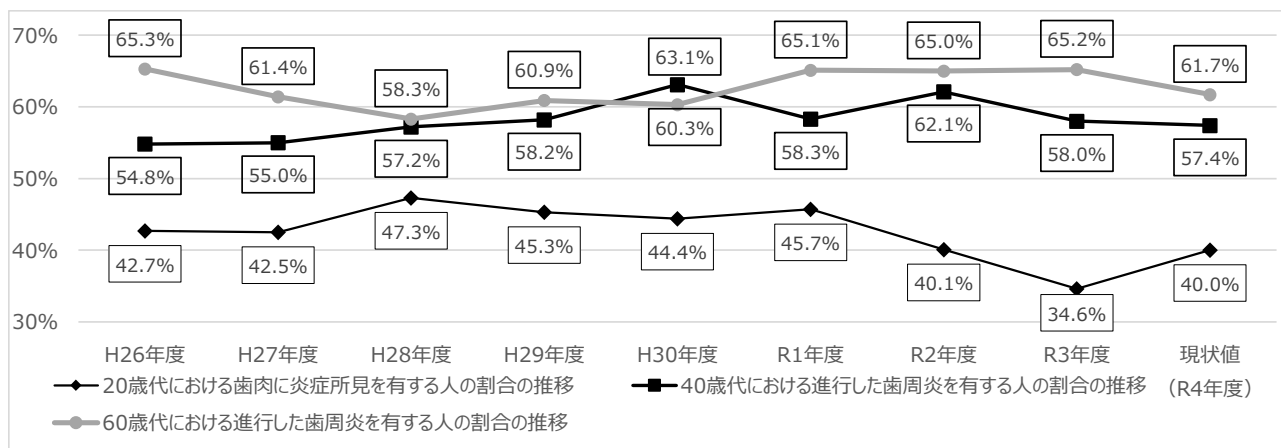 70%
60%
50%
40%
30%
65.3%
61.4%
58.3%
60.9%
63.1%
65.1%
65.0%
65.2%
61.7%
54.8%
55.0%
57.2%
58.2%
60.3%
58.3%
62.1%
58.0%
57.4%
42.7%
42.5%
47.3%
45.3%
44.4%
45.7%
40.1%
34.6%
40.0%
H26年度
H27年度
H28年度
H29年度
H30年度
R1年度
R2年度
R3年度
現状値
(R4年度)
20歳代における歯肉に炎症所見を有する人の割合の推移
40歳代における進行した歯周炎を有する人の割合の推移
60歳代における進行した歯周炎を有する人の割合の推移